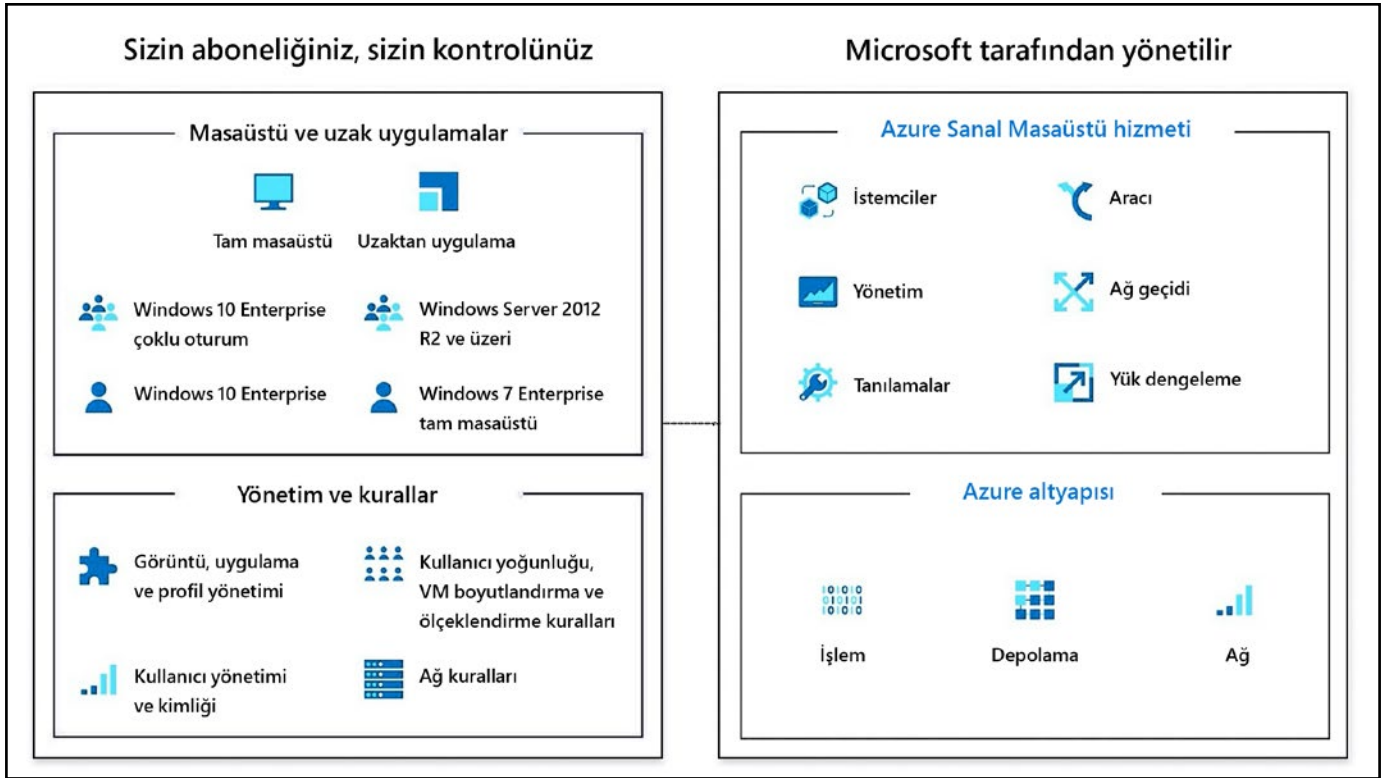 Sizin aboneliğiniz, sizin kontrolünüz
Masaüstü ve uzak uygulamalar
Tam masaüstü
Uzaktan uygulama
Windows 10 Enterprise
çoklu oturum
Windows Server 2012
R2 ve üzeri
Windows 10 Enterprise
Windows 7 Enterprise
tam masaüstü
Yönetim ve kurallar
Görüntü, uygulama
ve profil yönetimi
Kullanıcı yoğunluğu,
VM boyutlandırma ve
ölçeklendirme kuralları
Kullanıcı yönetimi
ve kimliği
Ağ kuralları
Microsoft tarafından yönetilir
Azure Sanal Masaüstü hizmeti
İstemciler
Aracı
Yönetim
Ağ geçidi
Tanılamalar
Yük dengeleme
Azure altyapısı
İşlem
Depolama
Ağ